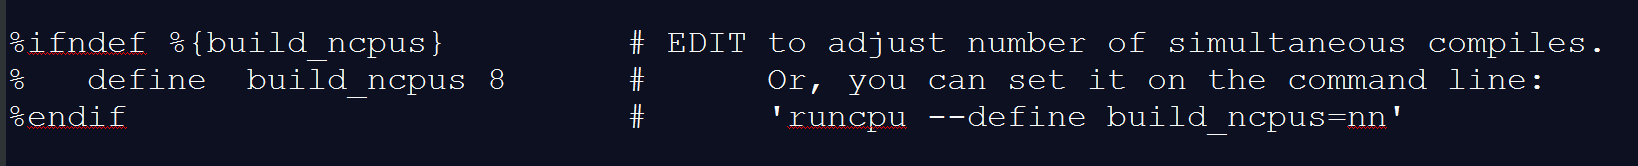 %ifndef %{build_ncpus}          # EDIT to adjust number of simultaneous compiles.
%   define  build_ncpus 8       #      Or, you can set it on the command line:
%endif                          #      'runcpu --define build_ncpus=nn'